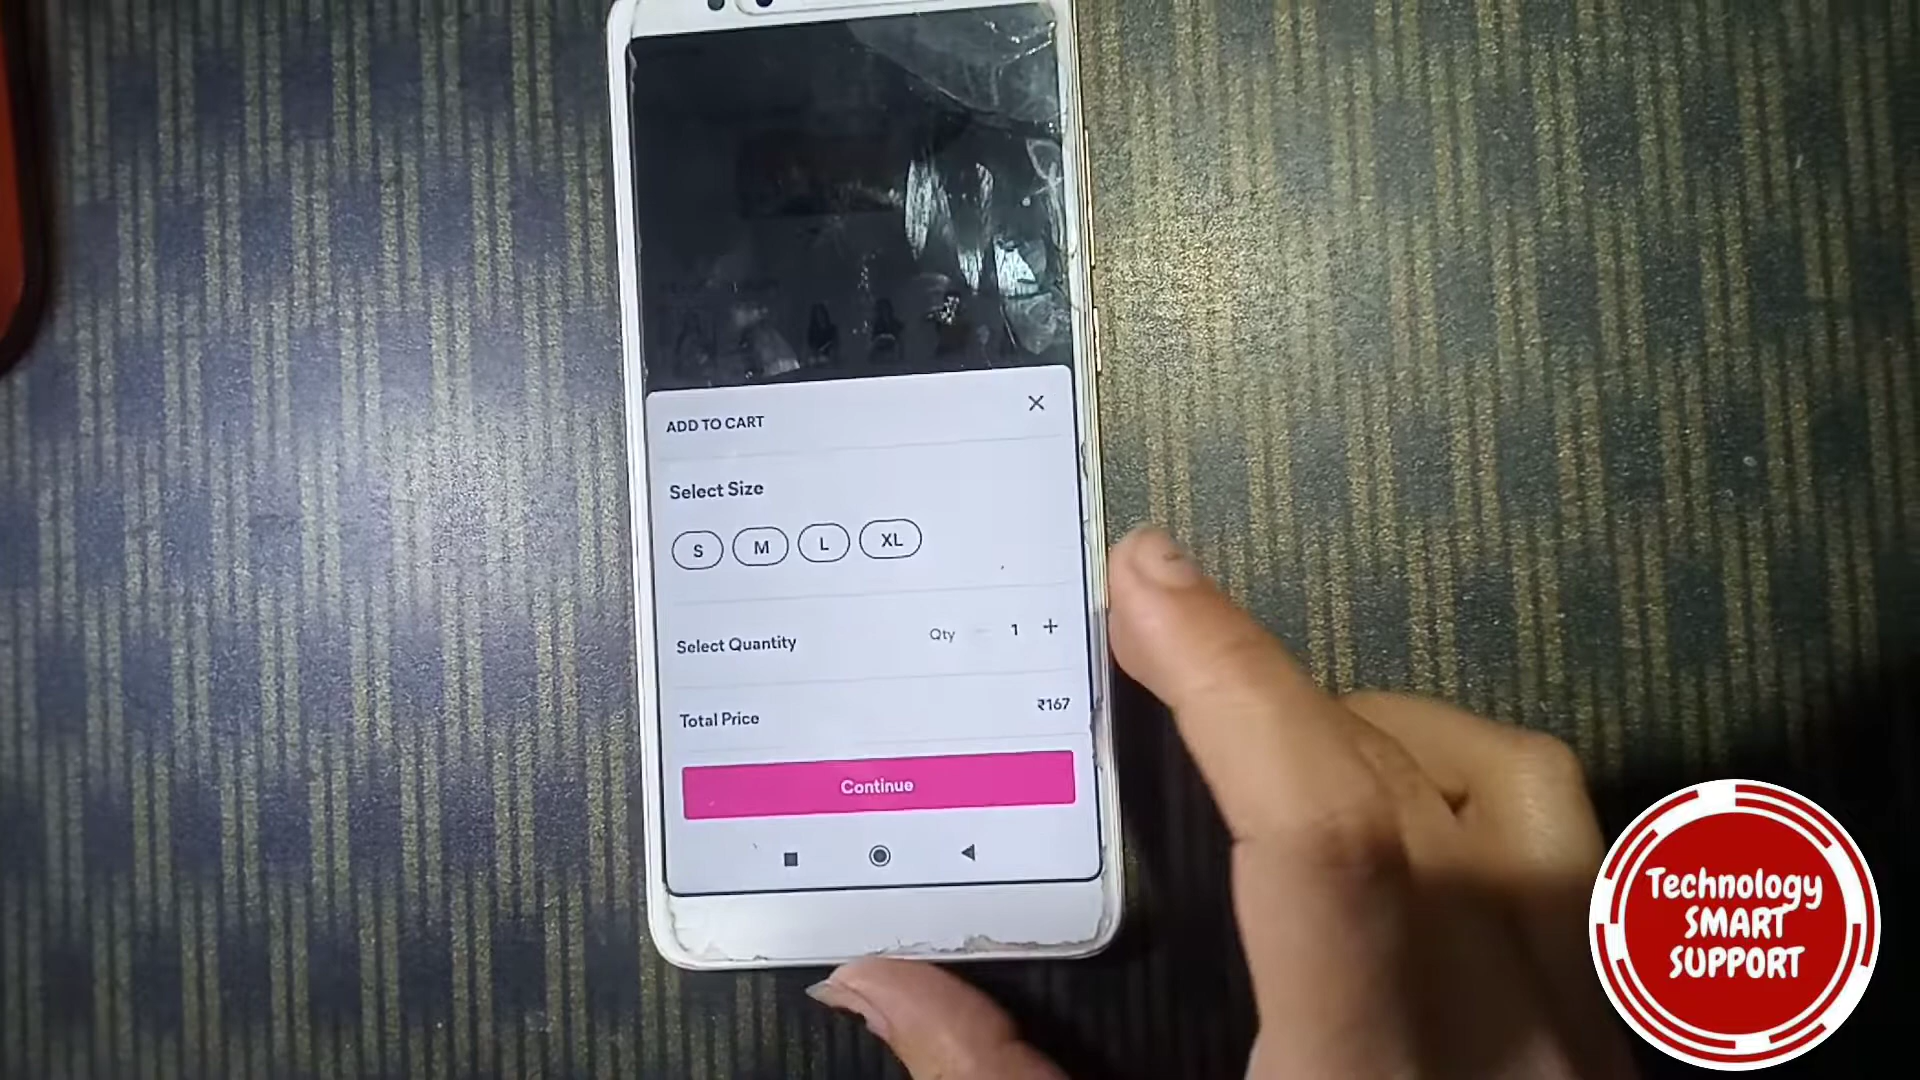 ADD TO CART
Select Size
S M L XL
Select Quantity Qty 1 +
Total Price ₹167
Continue
Technology
SMART
SUPPORT